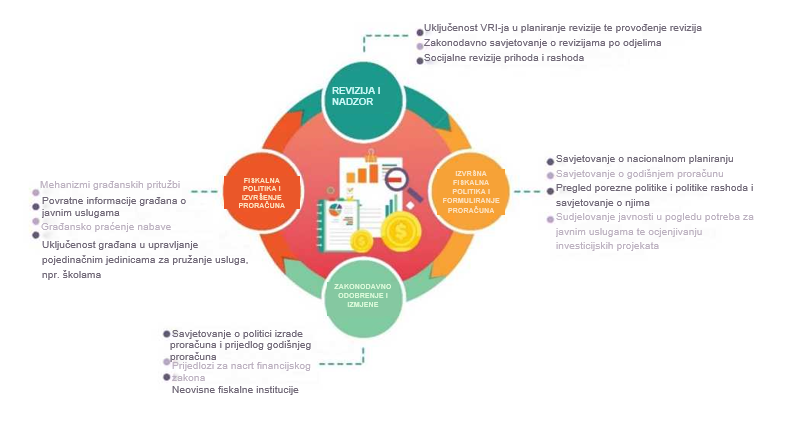 Uključenost VRI-ja u planiranje revizije te provođenje revizija
Zakonodavno savjetovanje o revizijama po odjelima
Socijalne revizije prihoda i rashoda
REVIZIJA I
NADZOR
IZVRŠNA
FISKALNA
POLITIKA I
FORMULIRANJE
PRORAČUNA
Savjetovanje o nacionalnom planiranju
Savjetovanje o godišnjem proračunu
Pregled porezne politike i politike rashoda i
savjetovanje o njima
Sudjelovanje javnosti u pogledu potreba za
javnim uslugama te ocjenjivanju
investicijskih projekata
FISKALNA
POLITIKA I
IZVRŠENJE
PRORAČUNA
Mehanizmi građanskih pritužbi
Povratne informacije građana o
javnim uslugama
Građansko praćenje nabave
Uključenost građana u upravljanje
pojedinačnim jedinicama za pružanje usluga,
npr. školama
ZAKONODAVNO
ODOBRENJE I
IZMJENE
Savjetovanje o politici izrade
proračuna i prijedlog godišnjeg
proračuna
Prijedlozi za nacrt financijskog
zakona
Neovisne fiskalne institucije